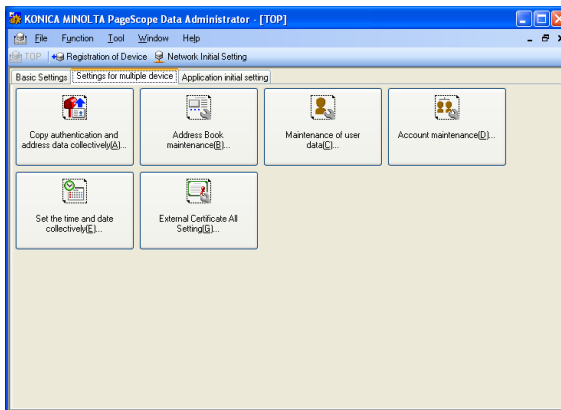 KONICA MINOLTA PageScope Data Administrator - [TOP]
File Function Tool Window Help
TOP Registration of Device Network Initial Setting
Basic Settings Settings for multiple device Application initial setting
Copy authentication and
address data collectively(A)...
Address Book
maintenance(B)...
Maintenance of user
data(C)...
Account maintenance(D)...
Set the time and date
collectively(E)...
External Certificate All
Setting(G)...